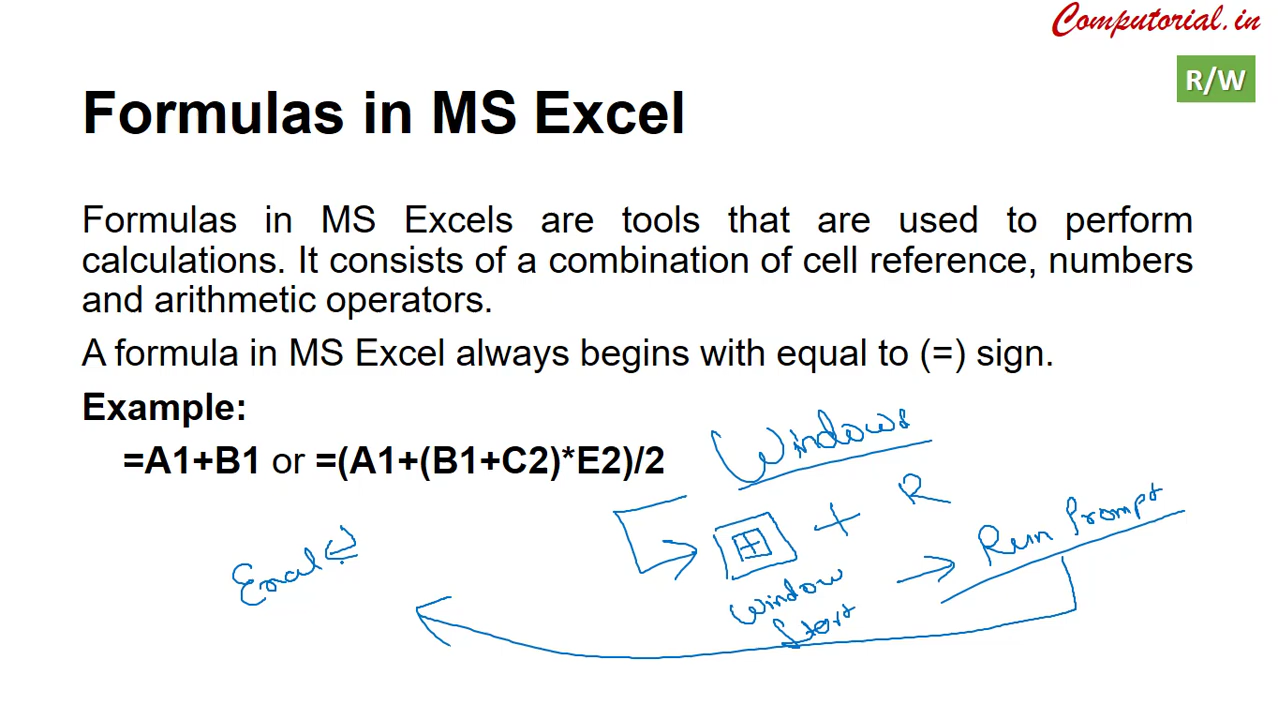 Computorial.in
R/W
Formulas in MS Excel
Formulas in MS Excels are tools that are used to perform
calculations. It consists of a combination of cell reference, numbers
and arithmetic operators.
A formula in MS Excel always begins with equal to (=) sign.
Example:
=A1+B1 or =(A1+(B1+C2)*E2)/2
Windows
+ R
Run Prompt
Window
Start